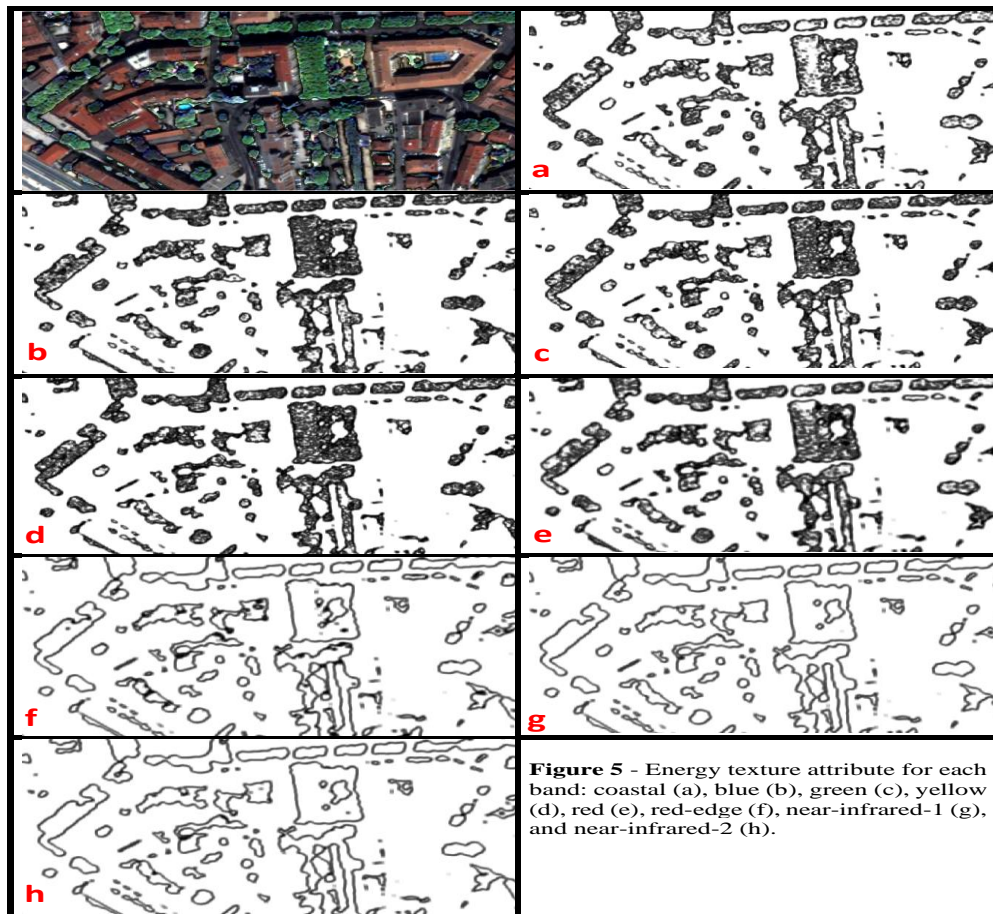 a
b
c
d
e
f
g
Figure 5 - Energy texture attribute for each
band: coastal (a), blue (b), green (c), yellow
(d), red (e), red-edge (f), near-infrared-1 (g),
and near-infrared-2 (h).
h